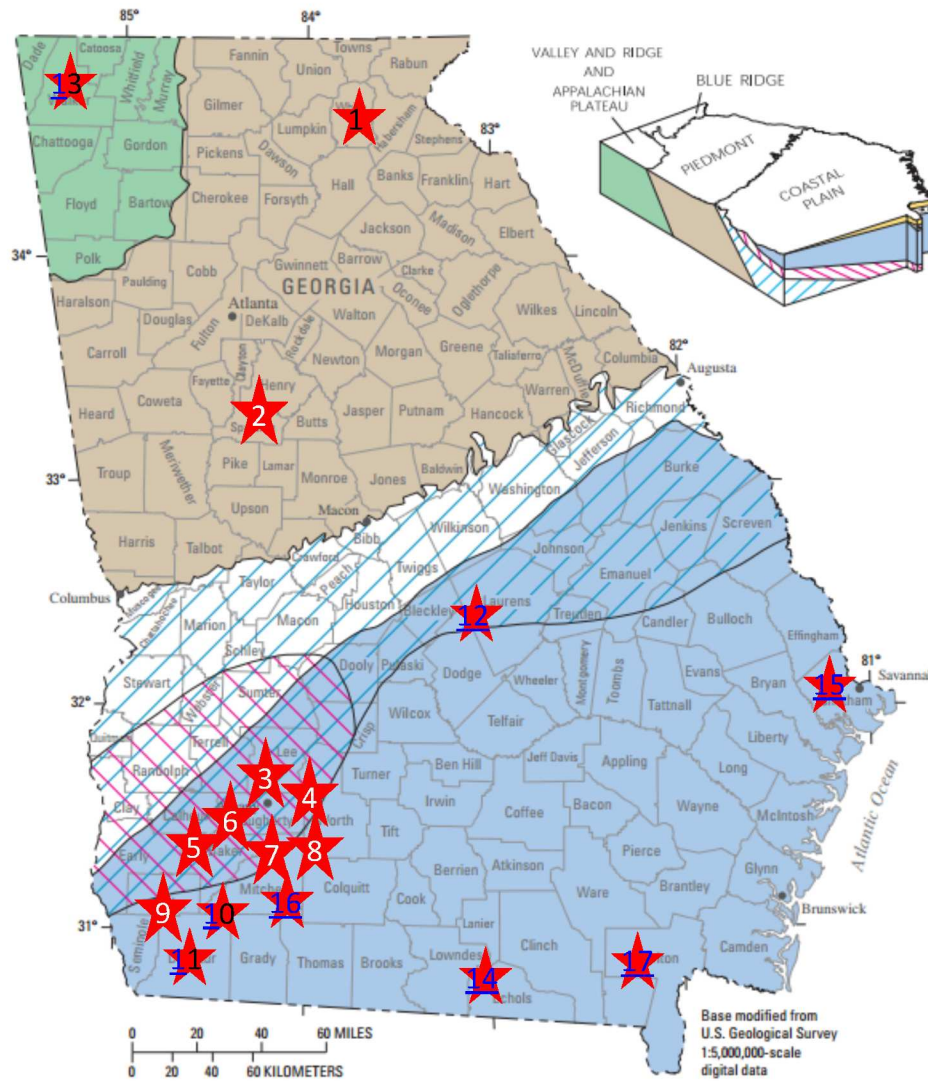 85°
84°
VALLEY AND RIDGE
AND
APPALACHIAN
PLATEAU
BLUE RIDGE
PIEDMONT
COASTAL
PLAIN
Dade
Catoosa
Whitfield
Murray
Fannin
Towns
Union
Rabun
13
1
Gilmer
Lumpkin
Habersham
83°
Chattooga
Gordon
Pickens
Dawson
Stephens
Hall
Banks
Franklin
Hart
Floyd
Bartow
Cherokee
Forsyth
Jackson
Madison
Elbert
34°
Polk
Cobb
Gwinnett
Barrow
Clarke
Paulding
GEORGIA
Oconee
Oglethorpe
Haralson
Atlanta
Wilkes
Lincoln
Douglas
Fulton
DeKalb
Walton
Rockdale
Carroll
Clayton
Newton
Morgan
Greene
Taliaferro
McDuffie
Columbia
82°
Augusta
Fayette
Henry
Warren
Heard
Coweta
2
Butts
Jasper
Putnam
Hancock
Glascock
Richmond
Jefferson
Troup
Meriwether
Pike
Lamar
Monroe
Jones
Baldwin
Washington
Burke
33°
Upson
Macon
Wilkinson
Jenkins
Screven
Harris
Talbot
Bibb
Crawford
Twiggs
Johnson
Columbus
Muscogee
Taylor
Peach
Emanuel
Chattahochee
Marion
Macon
Houston
Bleckley
12
Laurens
Treutlen
Candler
Bulloch
Effingham
Schley
Stewart
Webster
Sumter
Dooly
Pulaski
Dodge
Wheeler
Montgomery
Toombs
Evans
Bryan
15
81°
Savanna
32°
Quitman
Tattnall
Terrell
Lee
Crisp
Wilcox
Telfair
Liberty
Randolph
3
Turner
Ben Hill
Jeff Davis
Appling
Long
Clay
4
Irwin
Coffee
Bacon
Wayne
McIntosh
Atlantic Ocean
6
5
7
8
Tift
Pierce
Early
Berrien
Atkinson
Glynn
9
10
16
Colquitt
Cook
Ware
Brantley
Brunswick
31°
Seminole
Lanier
11
Grady
Thomas
Brooks
Lowndes
Clinch
14
17
Camden
Echols
0 20 40 60 MILES
0 20 40 60 KILOMETERS
Base modified from
U.S. Geological Survey
1:5,000,000-scale
digital data